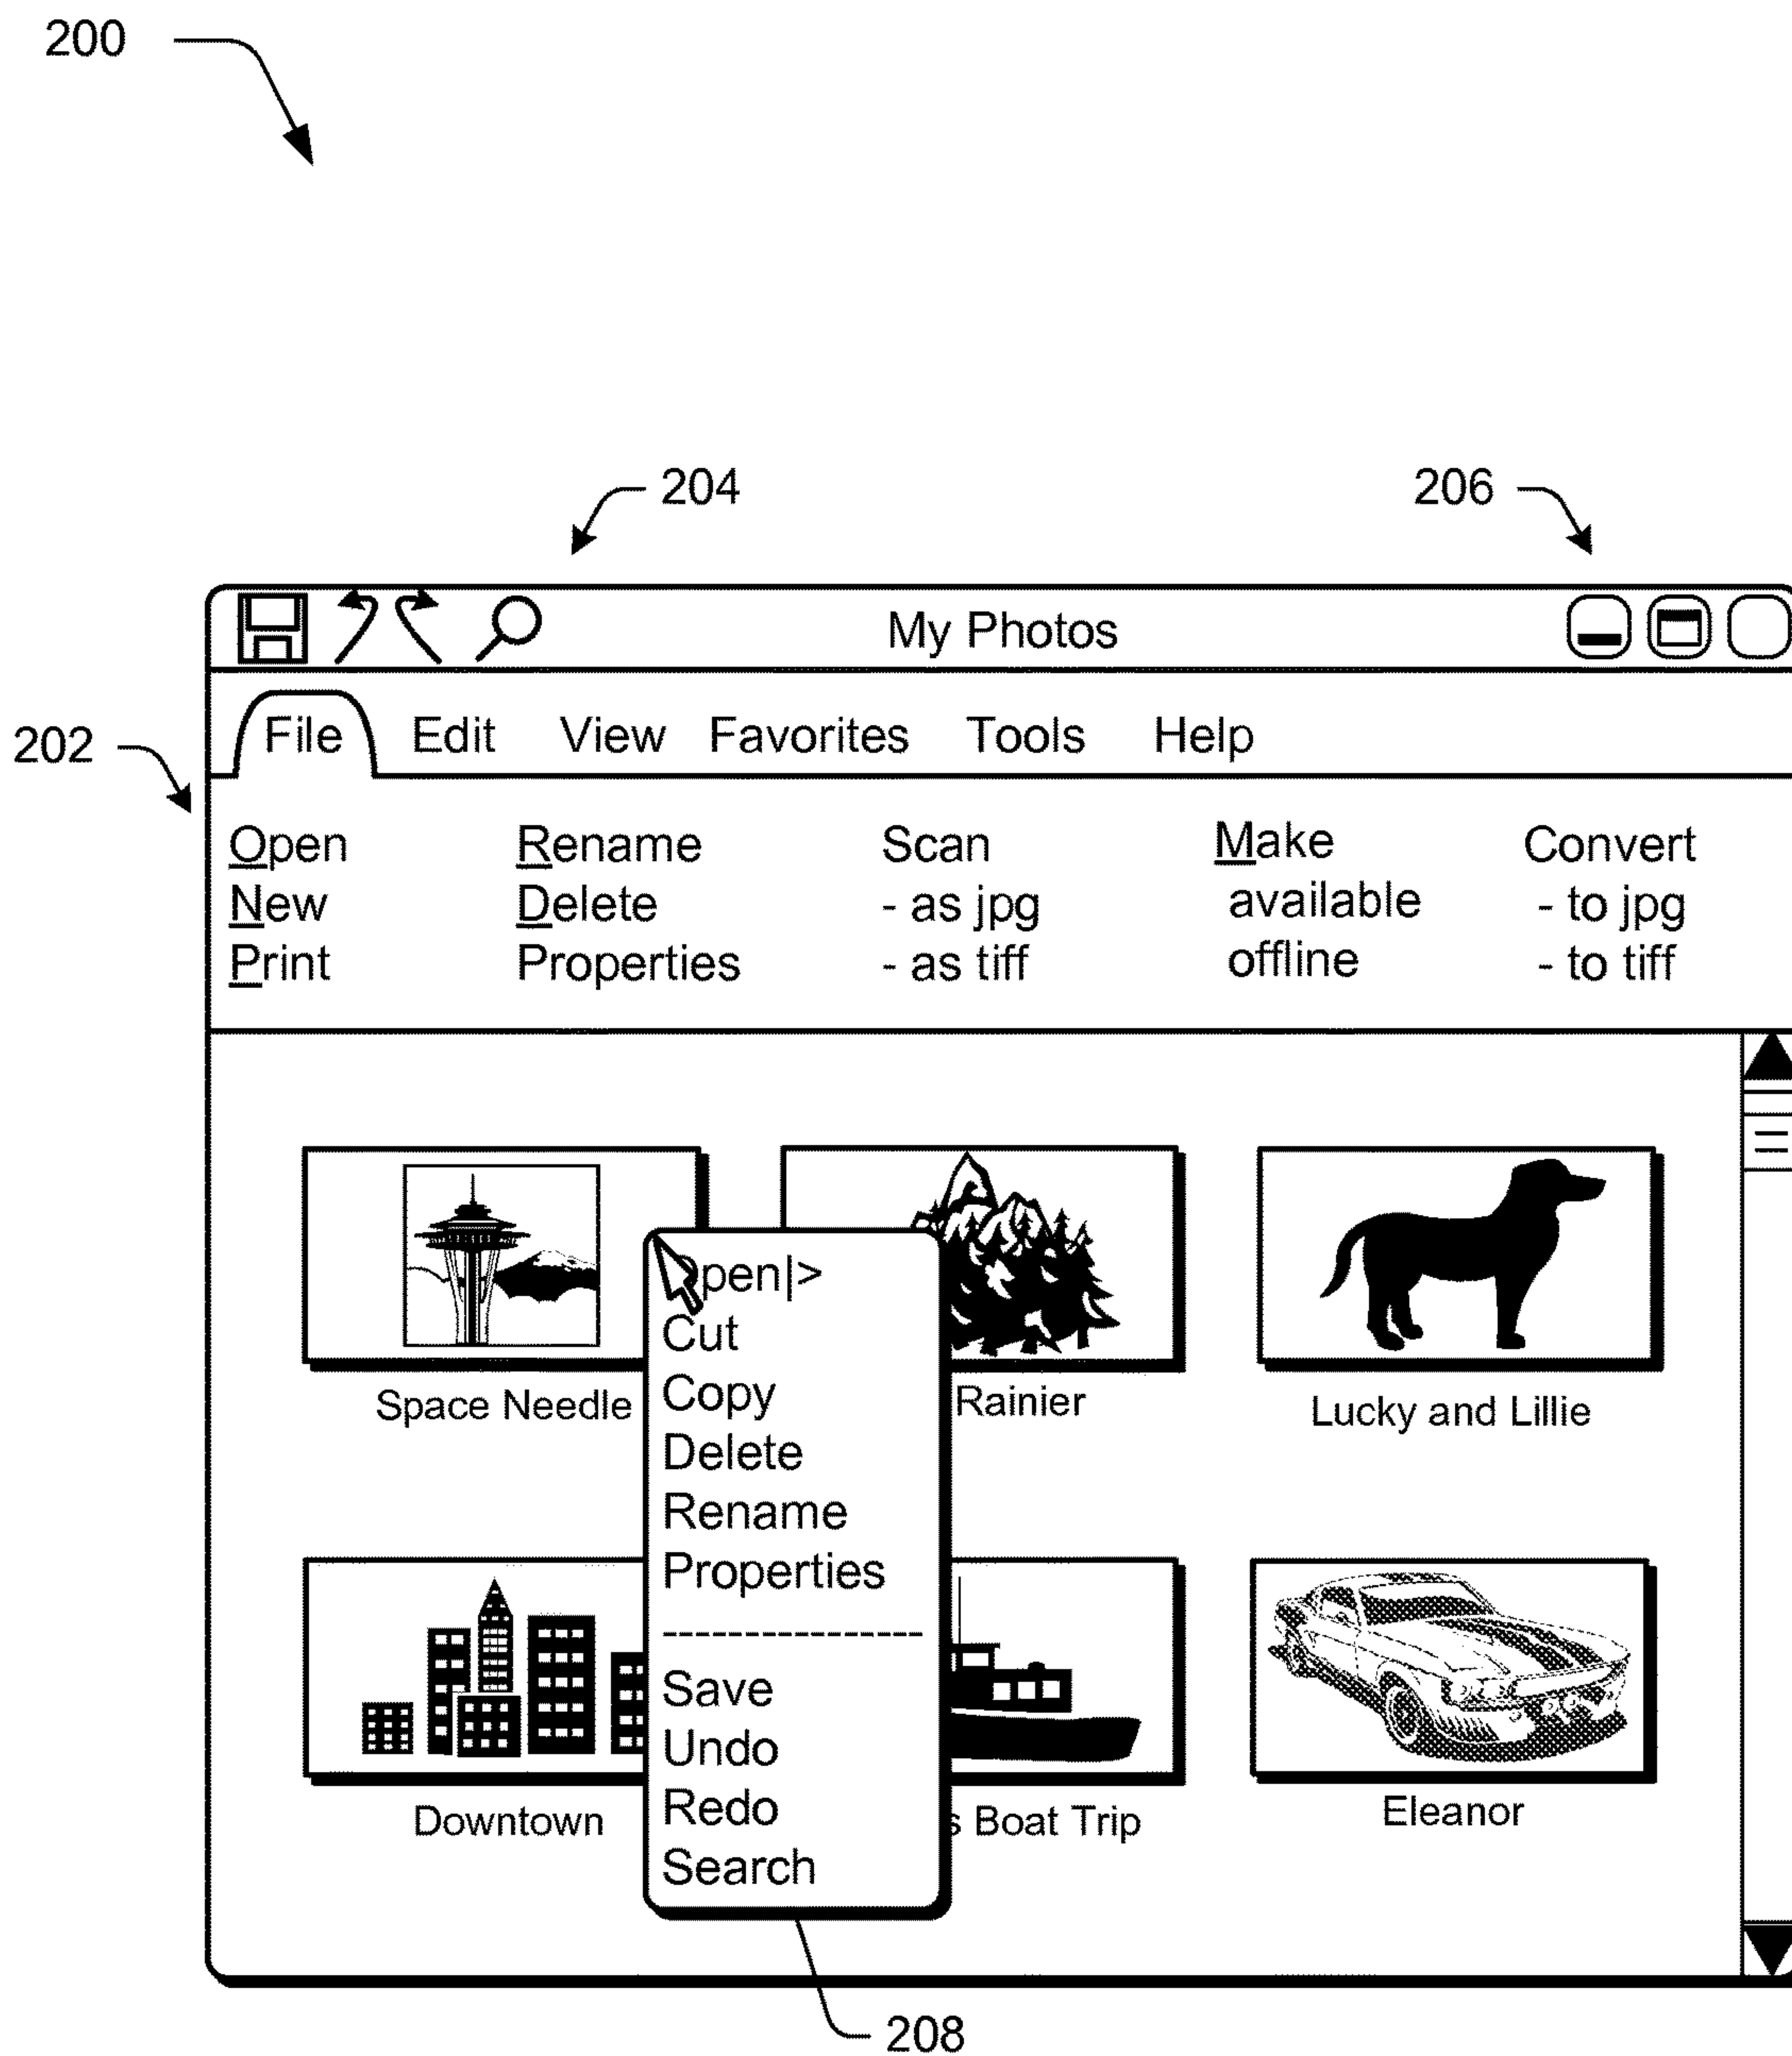 200
204
206
My Photos
202
File Edit View Favorites Tools Help
Open Rename Scan Make Convert
New Delete - as jpg available - to jpg
Print Properties - as tiff offline - to tiff
pen|>
Cut
Copy
Delete
Rename
Properties
Save
Undo
Redo
Search
Space Needle
Rainier
Lucky and Lillie
Downtown
s Boat Trip
Eleanor
208